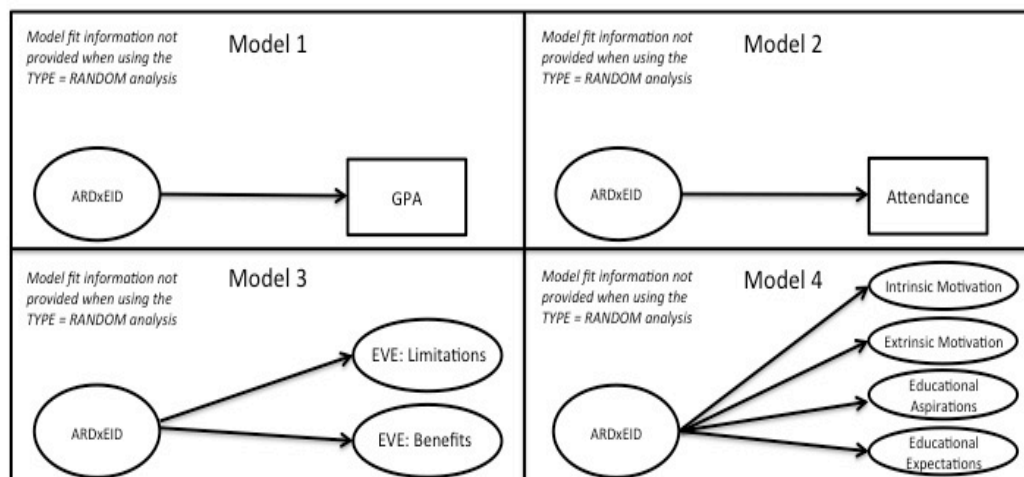 Model fit information not
provided when using the
TYPE = RANDOM analysis
Model 1
ARDxEID
GPA
Model fit information not
provided when using the
TYPE = RANDOM analysis
Model 2
ARDxEID
Attendance
Model fit information not
provided when using the
TYPE = RANDOM analysis
Model 3
ARDxEID
EVE: Limitations
EVE: Benefits
Model fit information not
provided when using the
TYPE = RANDOM analysis
Model 4
ARDxEID
Intrinsic Motivation
Extrinsic Motivation
Educational
Aspirations
Educational
Expectations